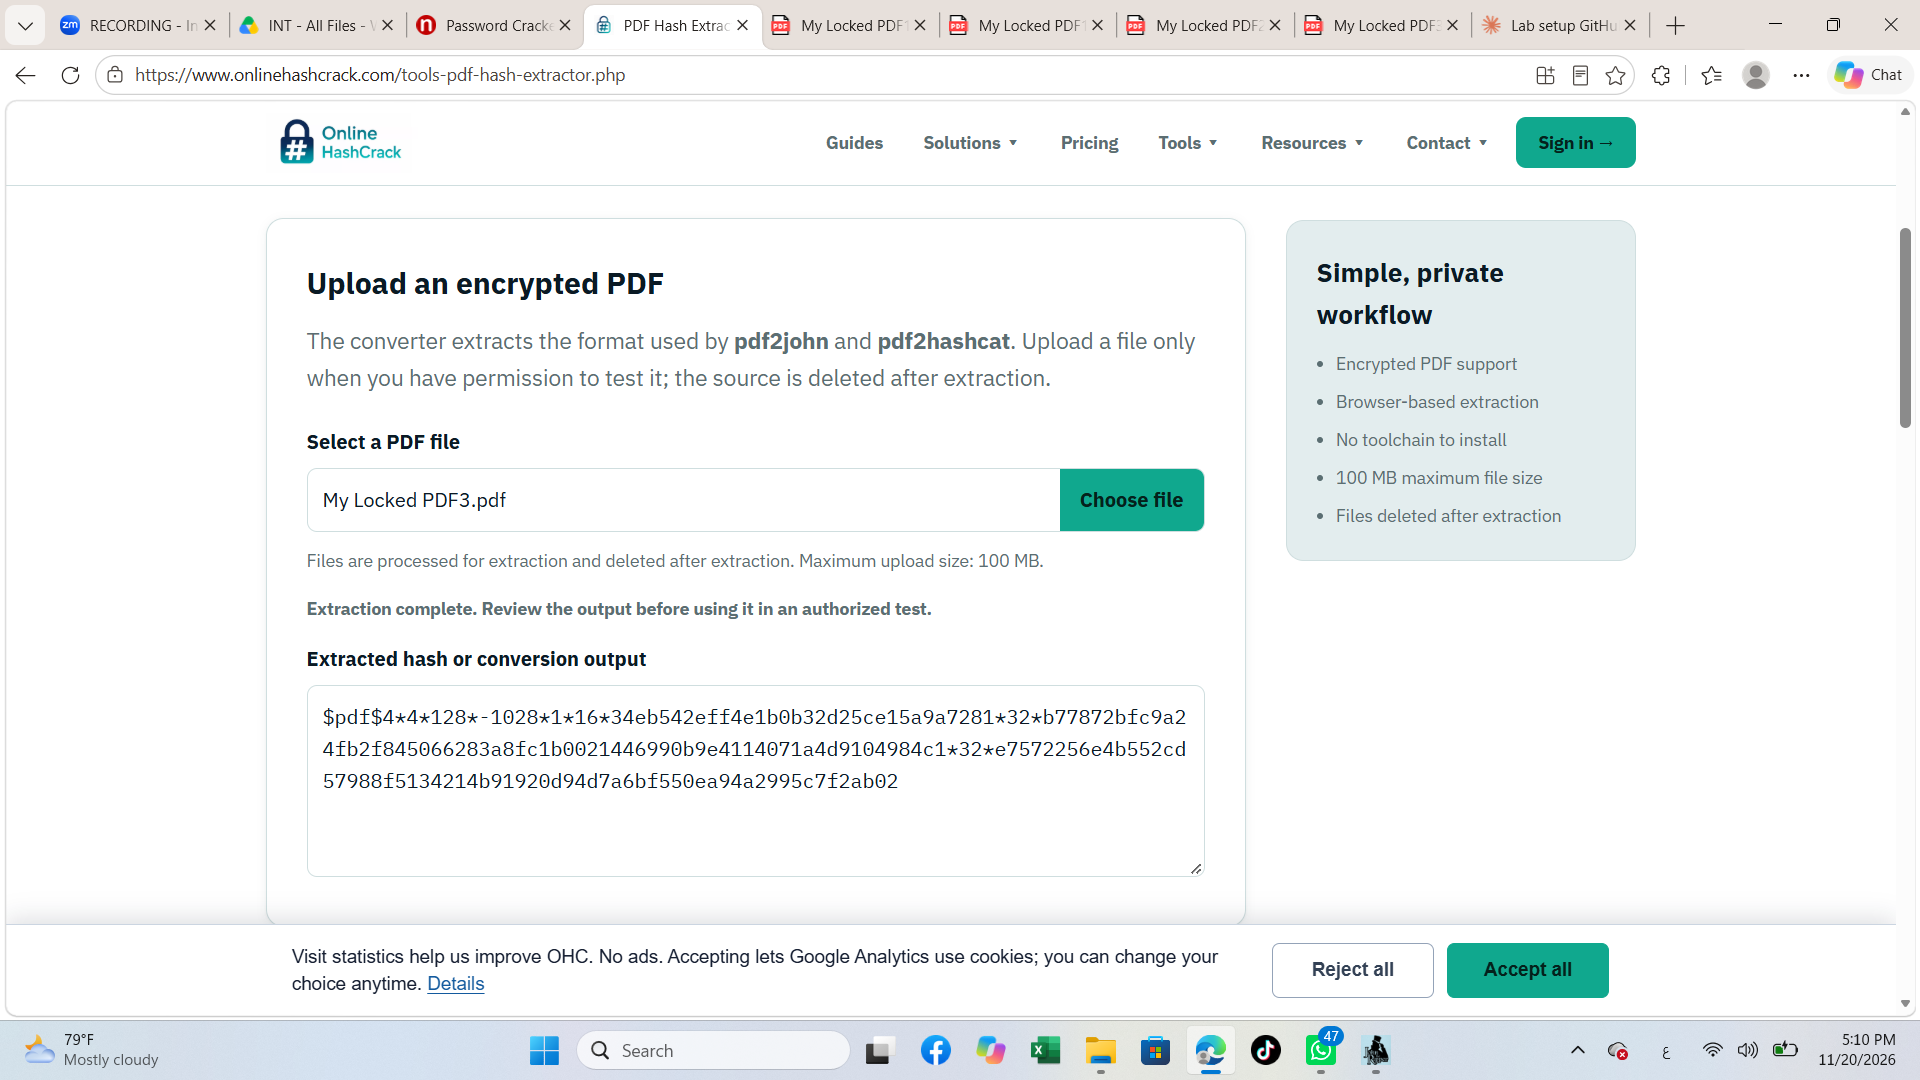 RECORDING - In
INT - All Files -
Password Cracke
PDF Hash Extrac
My Locked PDF1
My Locked PDF1
My Locked PDF2
My Locked PDF3
Lab setup GitHu
https://www.onlinehashcrack.com/tools-pdf-hash-extractor.php
Chat
Online
HashCrack
Guides
Solutions
Pricing
Tools
Resources
Contact
Sign in →
Upload an encrypted PDF
The converter extracts the format used by pdf2john and pdf2hashcat. Upload a file only
when you have permission to test it; the source is deleted after extraction.
Select a PDF file
My Locked PDF3.pdf
Choose file
Files are processed for extraction and deleted after extraction. Maximum upload size: 100 MB.
Extraction complete. Review the output before using it in an authorized test.
Extracted hash or conversion output
$pdf$4*4*128*-1028*1*16*34eb542eff4e1b0b32d25ce15a9a7281*32*b77872bfc9a2
4fb2f845066283a8fc1b0021446990b9e4114071a4d9104984c1*32*e7572256e4b552cd
57988f5134214b91920d94d7a6bf550ea94a2995c7f2ab02
Simple, private
workflow
• Encrypted PDF support
• Browser-based extraction
• No toolchain to install
• 100 MB maximum file size
• Files deleted after extraction
Visit statistics help us improve OHC. No ads. Accepting lets Google Analytics use cookies; you can change your
choice anytime. Details
Reject all
Accept all
79°F
Mostly cloudy
Search
47
ع
5:10 PM
11/20/2026